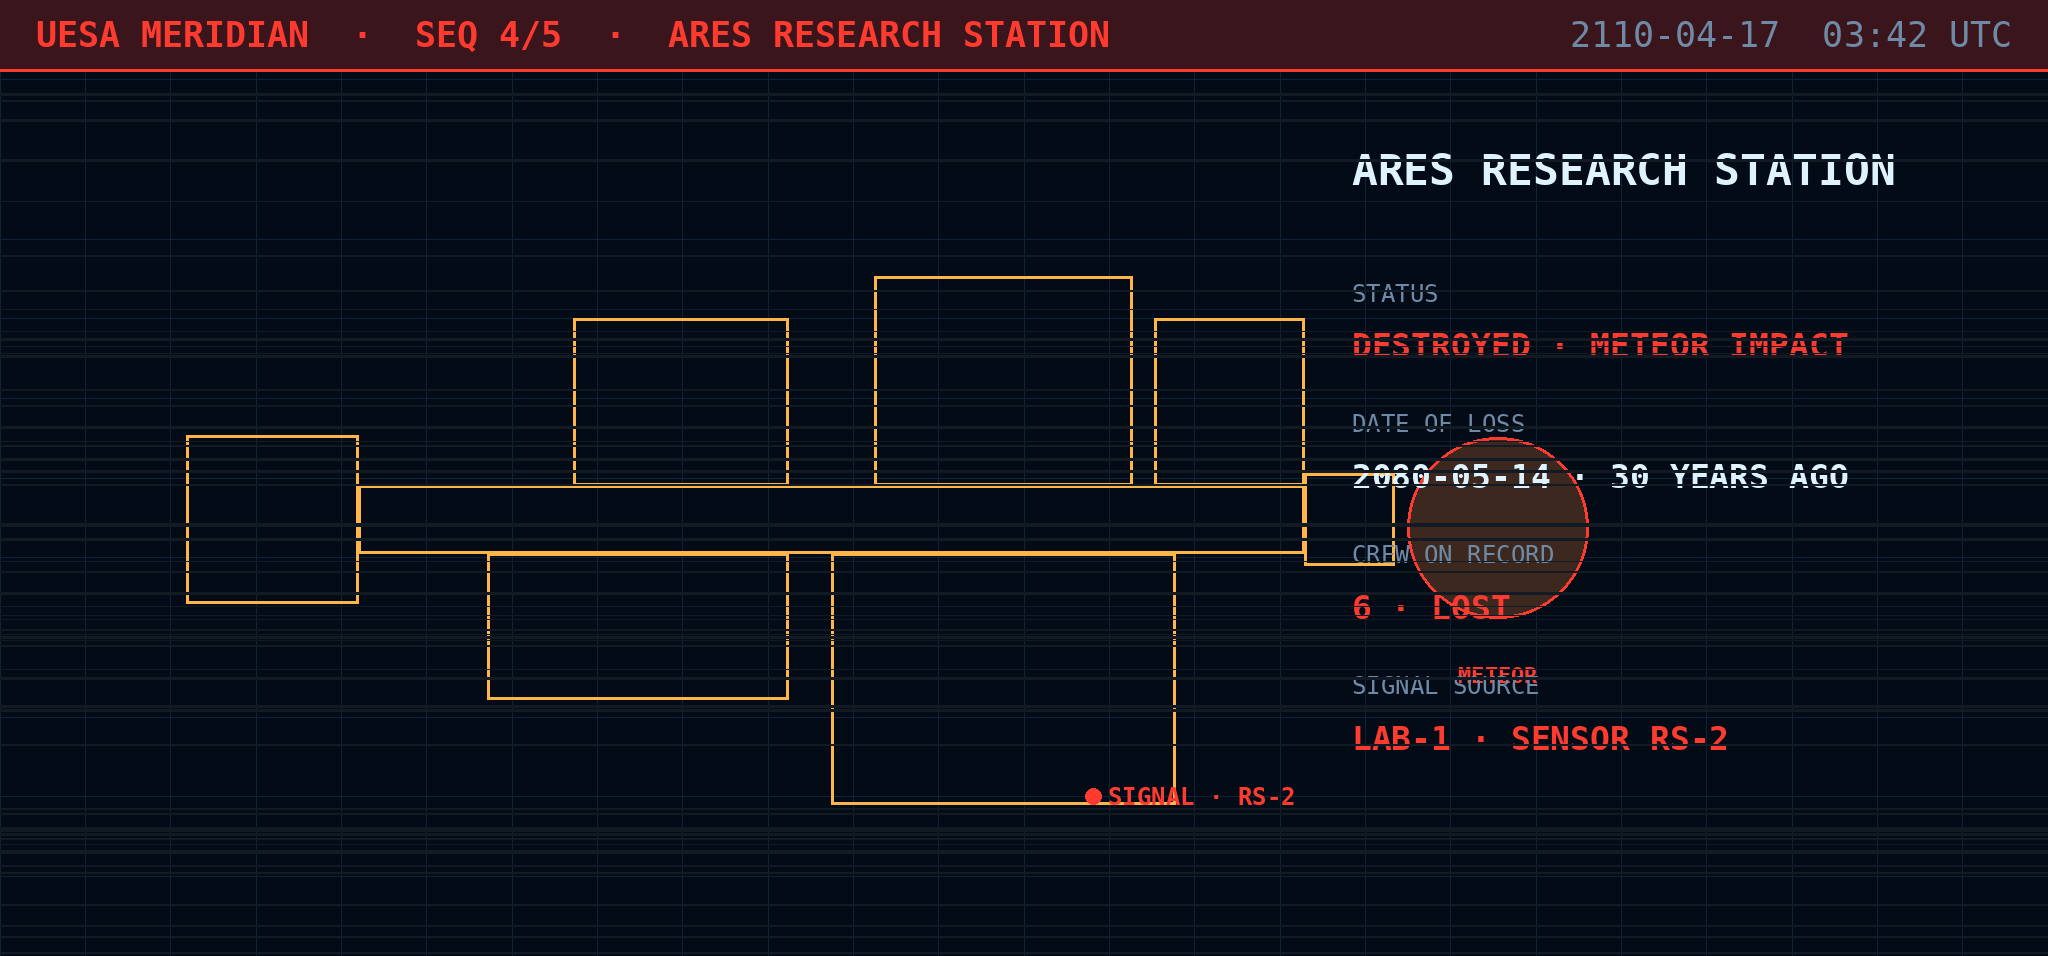 UESA MERIDIAN · SEQ 4/5 · ARES RESEARCH STATION 2110-04-17 03:42 UTC
ARES RESEARCH STATION
STATUS
DESTROYED · METEOR IMPACT
DATE OF LOSS
2080-05-14 · 30 YEARS AGO
CREW ON RECORD
6 · LOST
METEOR
SIGNAL SOURCE
LAB-1 · SENSOR RS-2
SIGNAL · RS-2